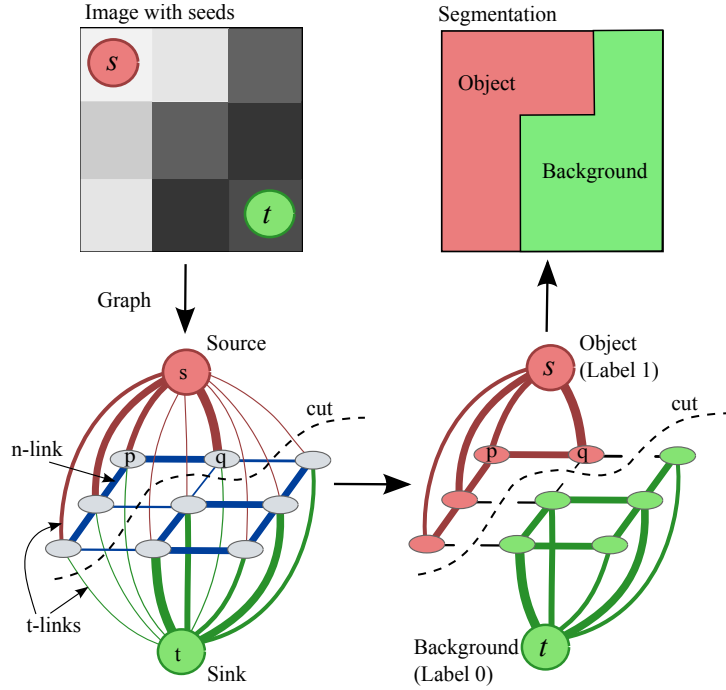 Image with seeds
s
t
Segmentation
Object
Background
Graph
Source
s
n-link
p
q
cut
t-links
t
Sink
Object
(Label 1)
s
cut
p
q
Background
(Label 0)
t